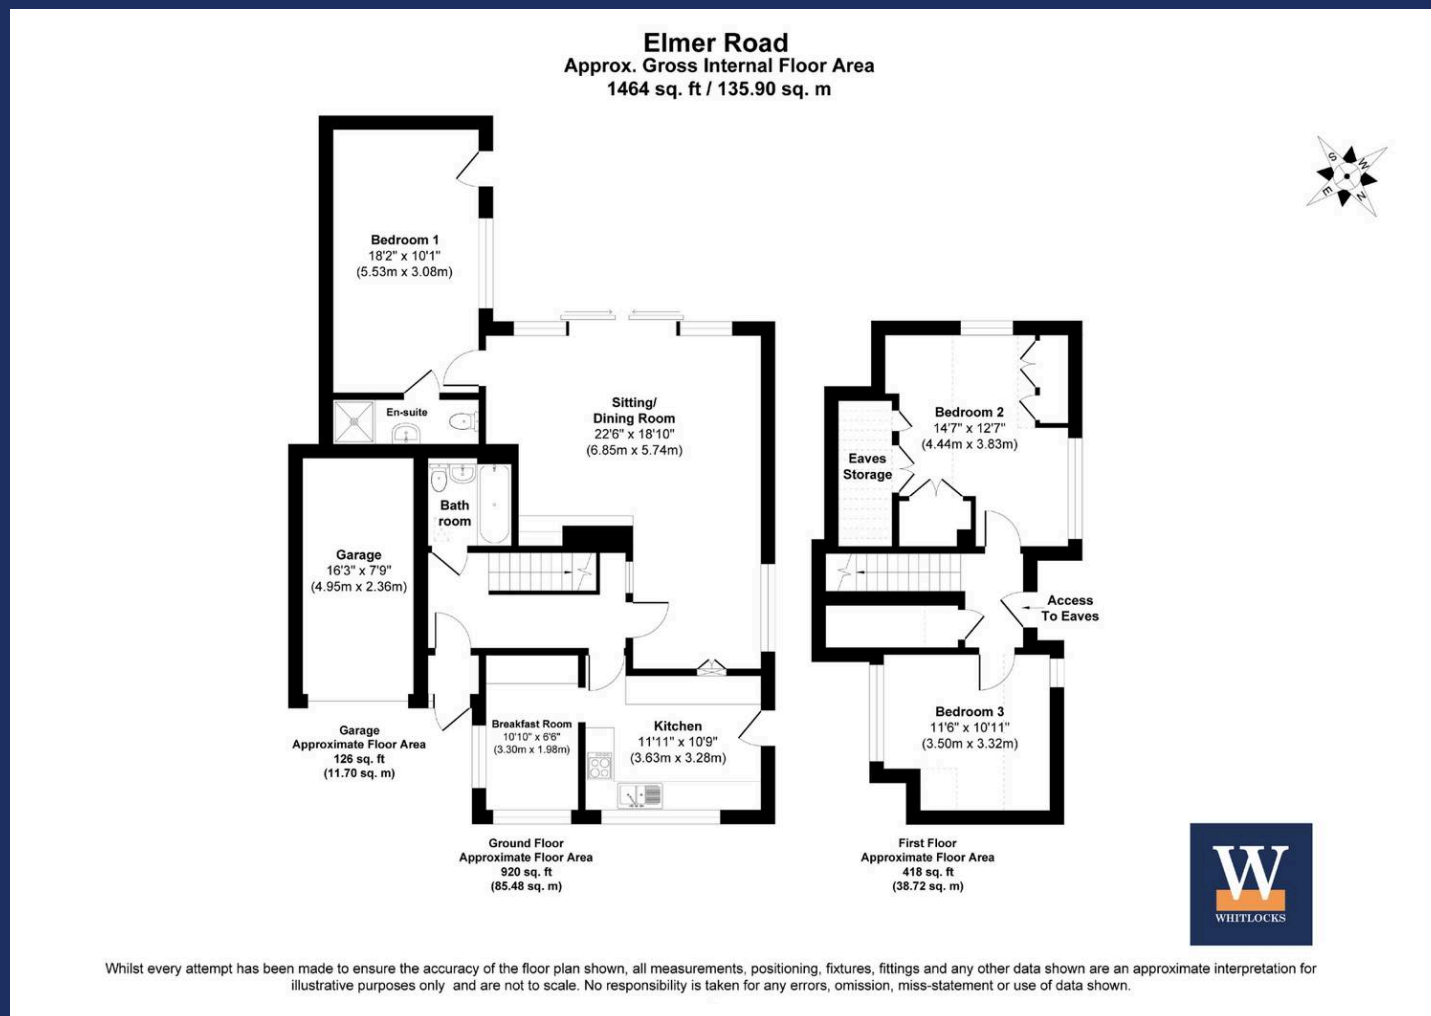 Elmer Road
Approx. Gross Internal Floor Area
1464 sq. ft / 135.90 sq. m
S
W
E
N
Bedroom 1
18'2" x 10'1"
(5.53m x 3.08m)
En-suite
Sitting/
Dining Room
22'6" x 18'10"
(6.85m x 5.74m)
Bath
room
Garage
16'3" x 7'9"
(4.95m x 2.36m)
Breakfast Room
10'10" x 6'6"
(3.30m x 1.98m)
Kitchen
11'11" x 10'9"
(3.63m x 3.28m)
Garage
Approximate Floor Area
126 sq. ft
(11.70 sq. m)
Ground Floor
Approximate Floor Area
920 sq. ft
(85.48 sq. m)
Bedroom 2
14'7" x 12'7"
(4.44m x 3.83m)
Eaves
Storage
Access
To Eaves
Bedroom 3
11'6" x 10'11"
(3.50m x 3.32m)
First Floor
Approximate Floor Area
418 sq. ft
(38.72 sq. m)
W
WHITLOCKS
Whilst every attempt has been made to ensure the accuracy of the floor plan shown, all measurements, positioning, fixtures, fittings and any other data shown are an approximate interpretation for
illustrative purposes only and are not to scale. No responsibility is taken for any errors, omission, miss-statement or use of data shown.